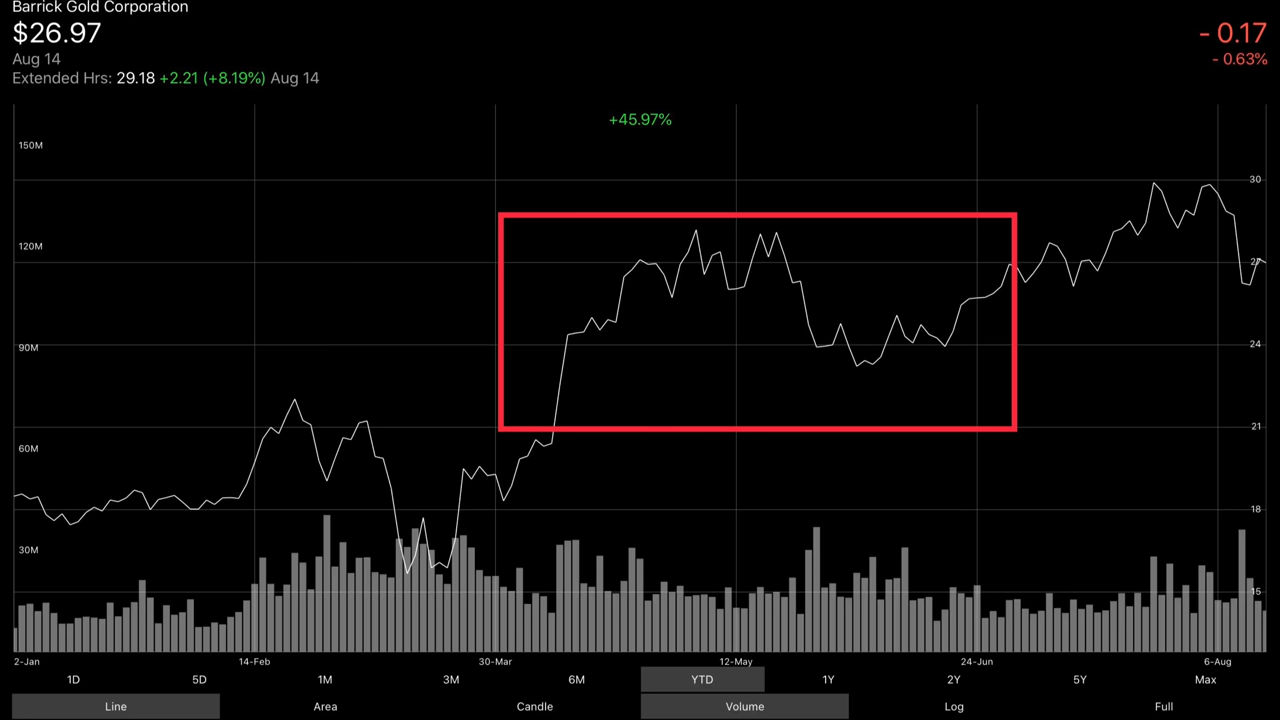 Barrick Gold Corporation
$26.97
- 0.17
Aug 14
- 0.63%
Extended Hrs: 29.18 +2.21 (+8.19%) Aug 14
+45.97%
150M
30
120M
27
90M
24
21
60M
18
30M
15
2-Jan 14-Feb 30-Mar 12-May 24-Jun 6-Aug
1D 5D 1M 3M 6M YTD 1Y 2Y 5Y Max
Line Area Candle Volume Log Full